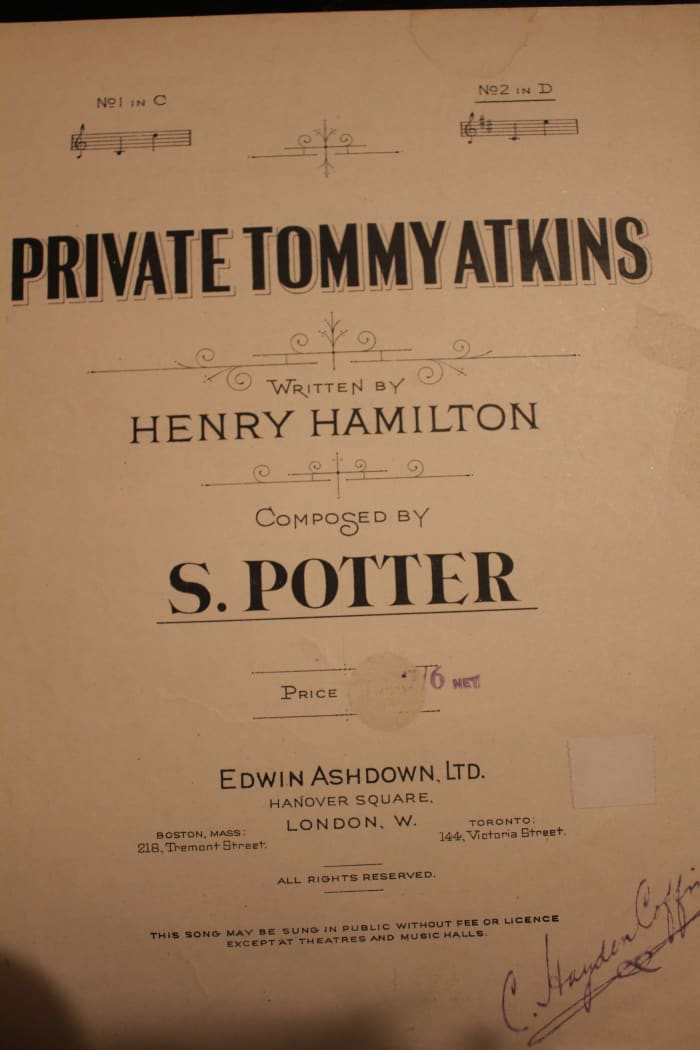 No1 IN C
No2 IN D
PRIVATE TOMMY ATKINS
WRITTEN BY
HENRY HAMILTON
COMPOSED BY
S. POTTER
PRICE /6 NET.
EDWIN ASHDOWN, LTD.
HANOVER SQUARE,
LONDON, W.
BOSTON, MASS:
218, Tremont Street.
TORONTO:
144, Victoria Street.
ALL RIGHTS RESERVED.
THIS SONG MAY BE SUNG IN PUBLIC WITHOUT FEE OR LICENCE
EXCEPT AT THEATRES AND MUSIC HALLS.
C. Hayden Coffin